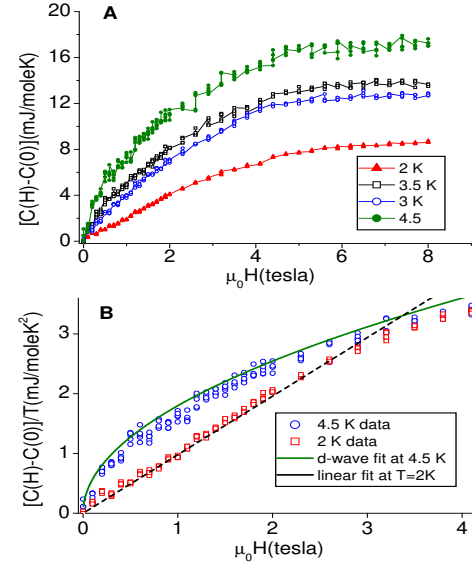 A
[C(H)-C(0)](mJ/moleK)
20
16
12
8
4
0
2 K
3.5 K
3 K
4.5
0 2 4 6 8
μ₀H(tesla)
B
[C(H)-C(0)]/T(mJ/moleK²)
3
2
1
0
4.5 K data
2 K data
d-wave fit at 4.5 K
linear fit at T=2K
0 1 2 3 4
μ₀H(tesla)